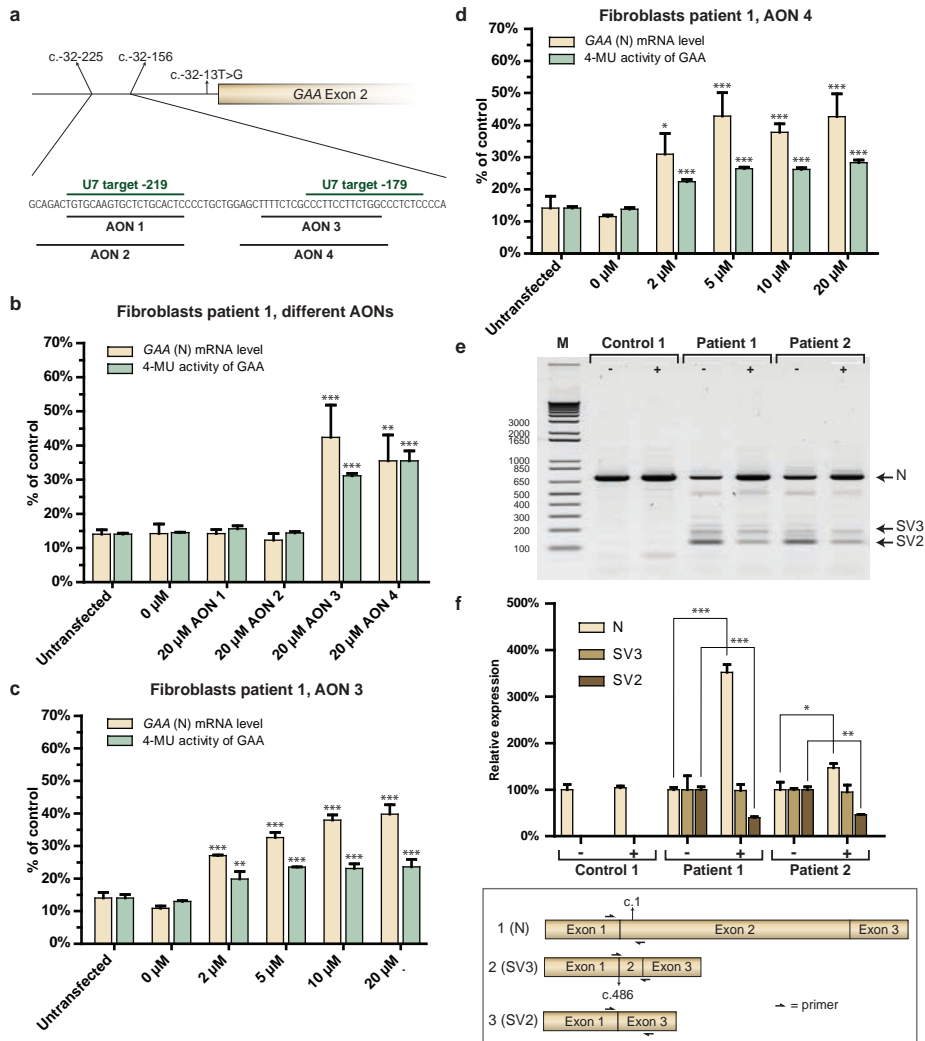 a
c.-32-225
c.-32-156
c.-32-13T>G
GAA Exon 2
U7 target -219
U7 target -179
GCAGACTGTGCAAGTGCTCTGCACTCCCCTGCTGGAGCTTTTCTCGCCCTTCCTTCTGGCCCTCTCCCCA
AON 1
AON 3
AON 2
AON 4
b
Fibroblasts patient 1, different AONs
GAA (N) mRNA level
4-MU activity of GAA
% of control
70%
60%
50%
40%
30%
20%
10%
0%
***
***
**
***
Untransfected
0 µM
20 µM AON 1
20 µM AON 2
20 µM AON 3
20 µM AON 4
c
Fibroblasts patient 1, AON 3
GAA (N) mRNA level
4-MU activity of GAA
% of control
70%
60%
50%
40%
30%
20%
10%
0%
***
**
***
***
***
***
***
***
Untransfected
0 µM
2 µM
5 µM
10 µM
20 µM
.
d
Fibroblasts patient 1, AON 4
GAA (N) mRNA level
4-MU activity of GAA
% of control
70%
60%
50%
40%
30%
20%
10%
0%
*
***
***
***
***
***
***
***
Untransfected
0 µM
2 µM
5 µM
10 µM
20 µM
e
M Control 1 Patient 1 Patient 2
- + - + - +
3000
2000
1650
1000
850
650
500
400
300
200
100
N
SV3
SV2
f
Relative expression
500%
400%
300%
200%
100%
0%
N
SV3
SV2
***
***
*
**
- + - + - +
Control 1 Patient 1 Patient 2
c.1
1 (N) Exon 1 Exon 2 Exon 3
2 (SV3) Exon 1 2 Exon 3
c.486
= primer
3 (SV2) Exon 1 Exon 3